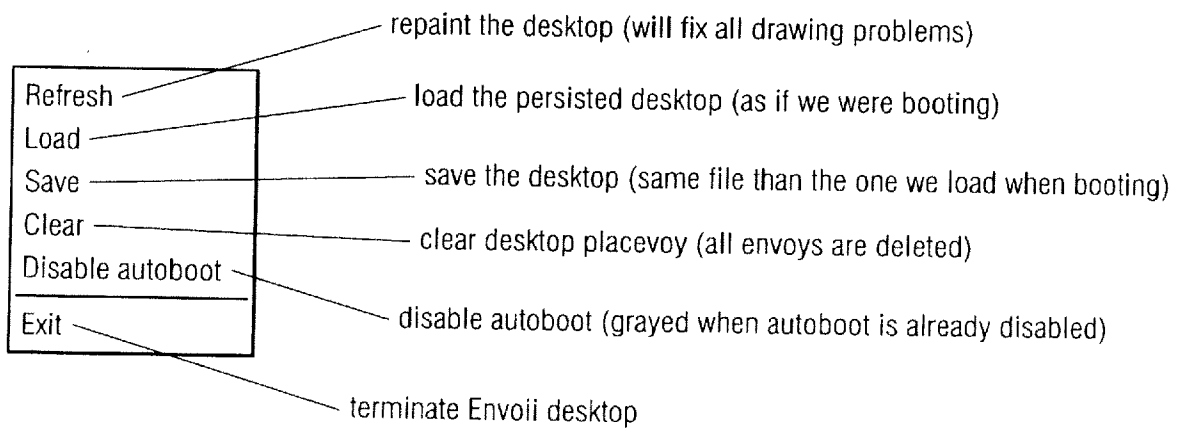 repaint the desktop (will fix all drawing problems)
Refresh
load the persisted desktop (as if we were booting)
Load
Save
save the desktop (same file than the one we load when booting)
Clear
clear desktop placevoy (all envoys are deleted)
Disable autoboot
disable autoboot (grayed when autoboot is already disabled)
Exit
terminate Envoii desktop